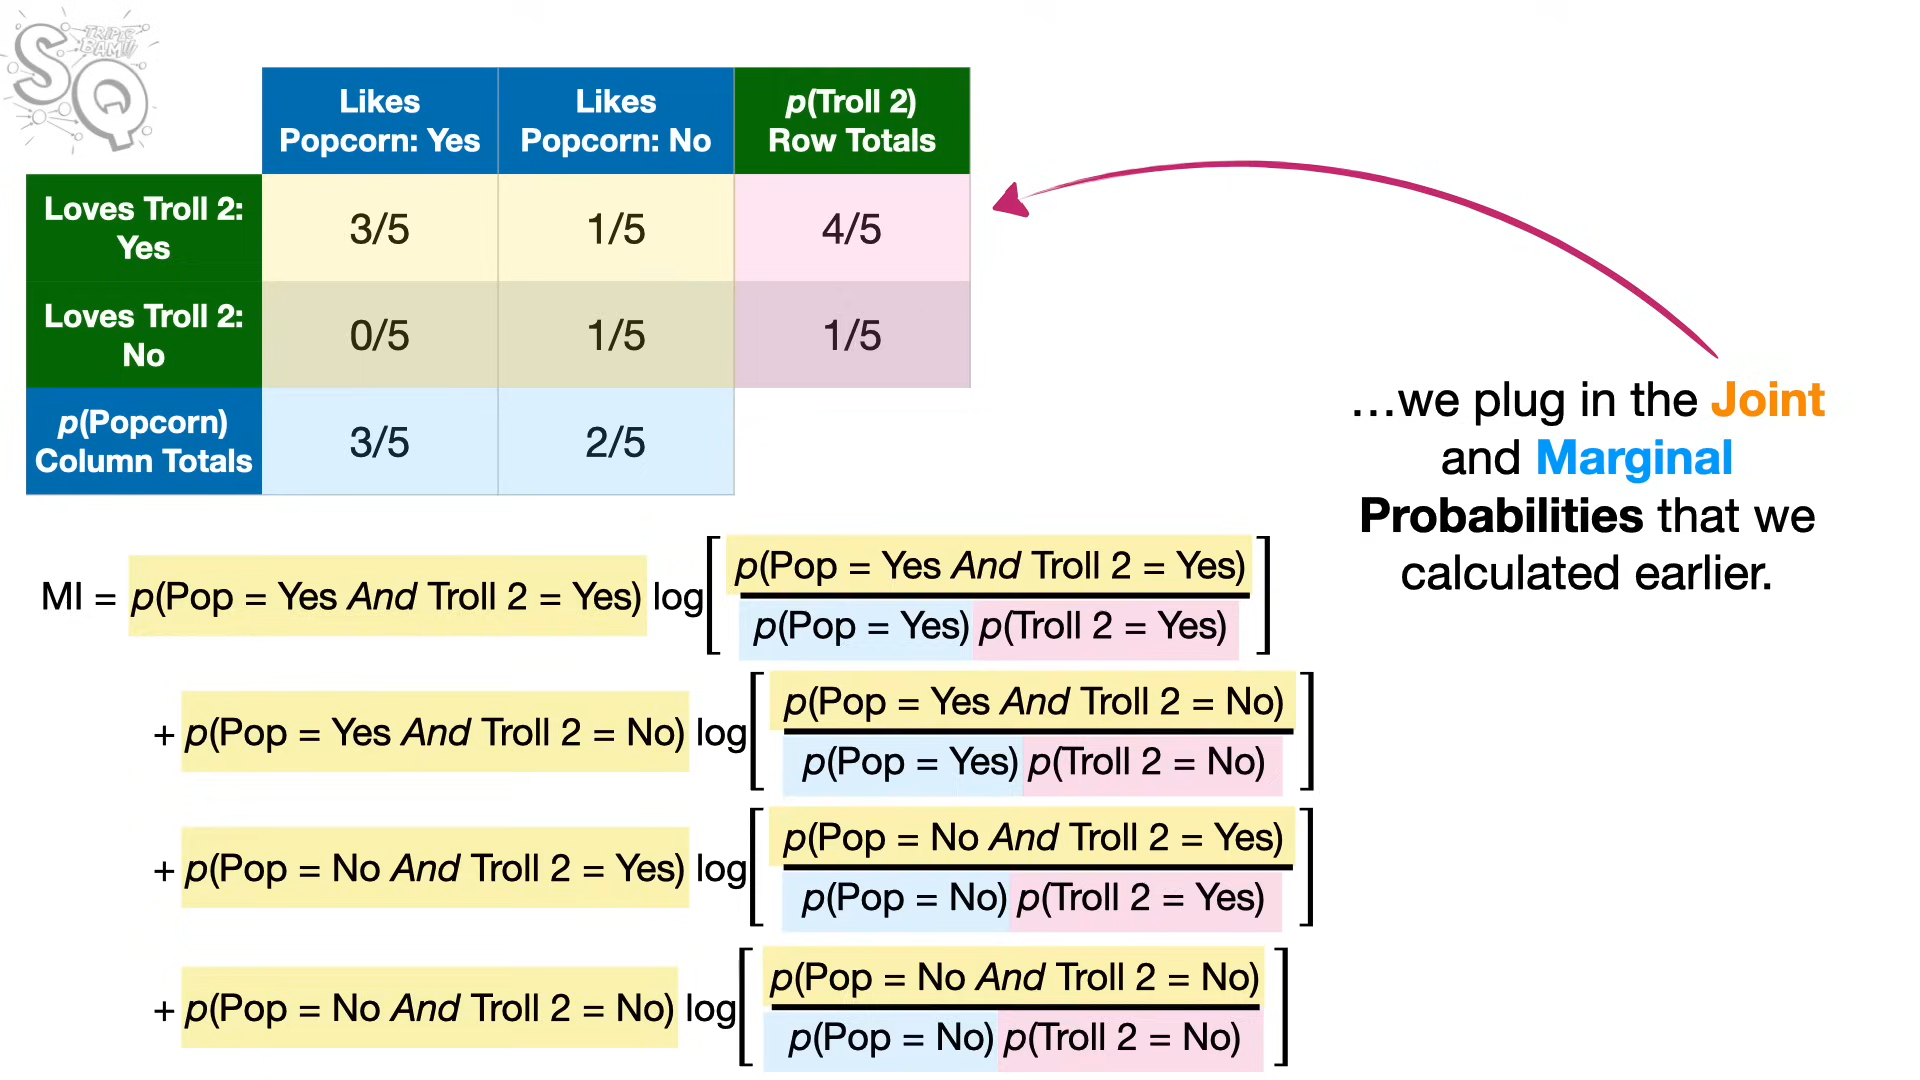 TRIPLE
BAM!!!
SQ
Likes
Popcorn: Yes
Likes
Popcorn: No
p(Troll 2)
Row Totals
Loves Troll 2:
Yes
3/5
1/5
4/5
Loves Troll 2:
No
0/5
1/5
1/5
p(Popcorn)
Column Totals
3/5
2/5
...we plug in the Joint
and Marginal
Probabilities that we
calculated earlier.
MI = p(Pop = Yes And Troll 2 = Yes) log[
p(Pop = Yes And Troll 2 = Yes)
p(Pop = Yes) p(Troll 2 = Yes)
]
+ p(Pop = Yes And Troll 2 = No) log[
p(Pop = Yes And Troll 2 = No)
p(Pop = Yes) p(Troll 2 = No)
]
+ p(Pop = No And Troll 2 = Yes) log[
p(Pop = No And Troll 2 = Yes)
p(Pop = No) p(Troll 2 = Yes)
]
+ p(Pop = No And Troll 2 = No) log[
p(Pop = No And Troll 2 = No)
p(Pop = No) p(Troll 2 = No)
]